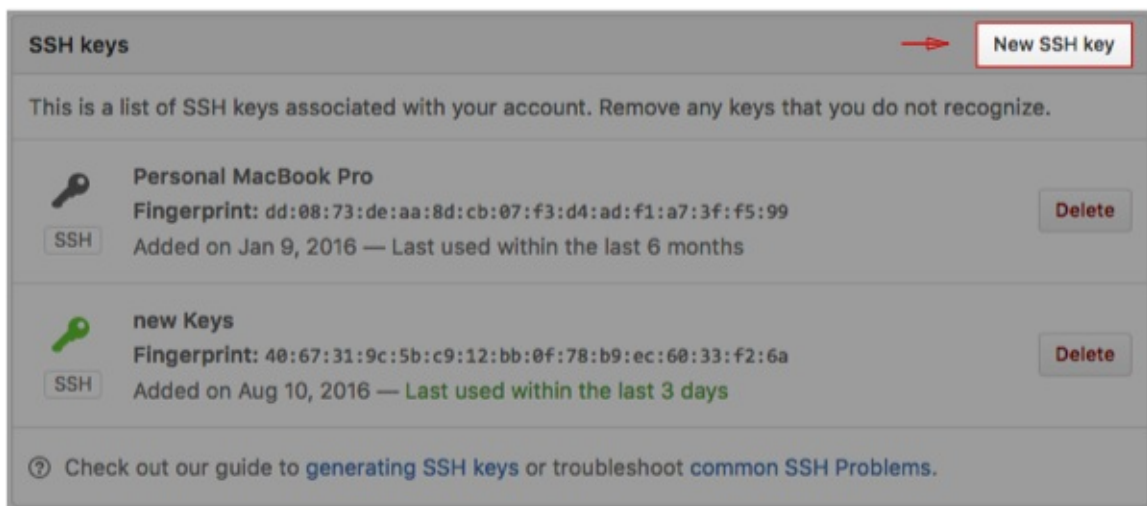 SSH keys
New SSH key
This is a list of SSH keys associated with your account. Remove any keys that you do not recognize.
Personal MacBook Pro
Fingerprint: dd:08:73:de:aa:8d:cb:07:f3:d4:ad:f1:a7:3f:f5:99
SSH
Added on Jan 9, 2016 — Last used within the last 6 months
Delete
new Keys
Fingerprint: 40:67:31:9c:5b:c9:12:bb:0f:78:b9:ec:60:33:f2:6a
SSH
Added on Aug 10, 2016 — Last used within the last 3 days
Delete
Check out our guide to generating SSH keys or troubleshoot common SSH Problems.